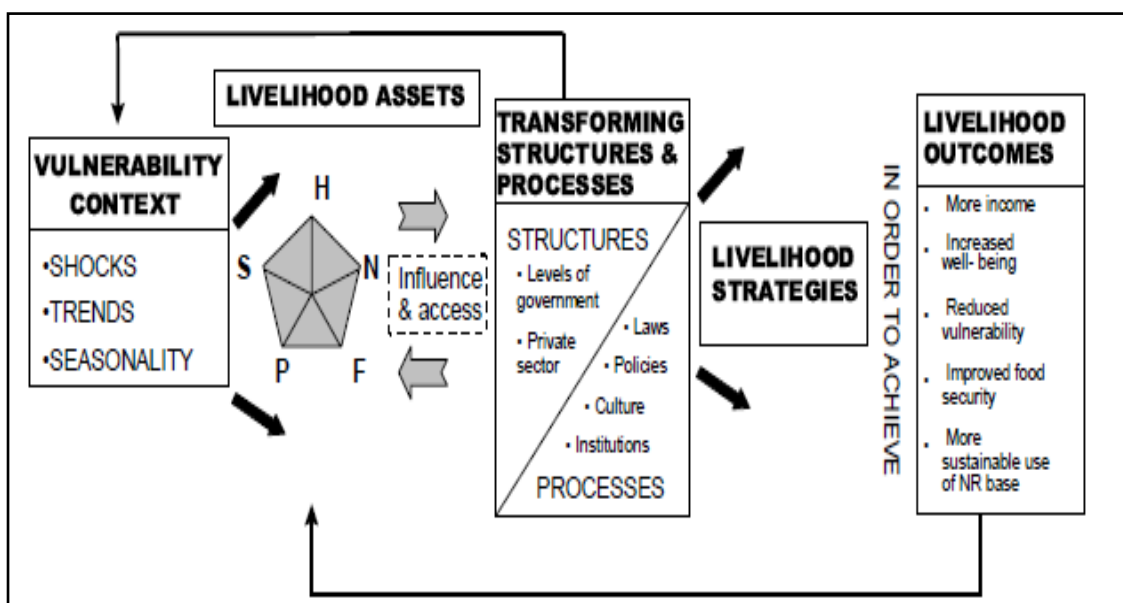 LIVELIHOOD ASSETS
VULNERABILITY
CONTEXT
•SHOCKS
•TRENDS
•SEASONALITY
H
S
N
P
F
Influence
& access
TRANSFORMING
STRUCTURES &
PROCESSES
STRUCTURES
• Levels of
government
• Private
sector
• Laws
• Policies
• Culture
• Institutions
PROCESSES
LIVELIHOOD
STRATEGIES
IN ORDER TO ACHIEVE
LIVELIHOOD
OUTCOMES
• More income
• Increased
well- being
• Reduced
vulnerability
• Improved food
security
• More
sustainable use
of NR base